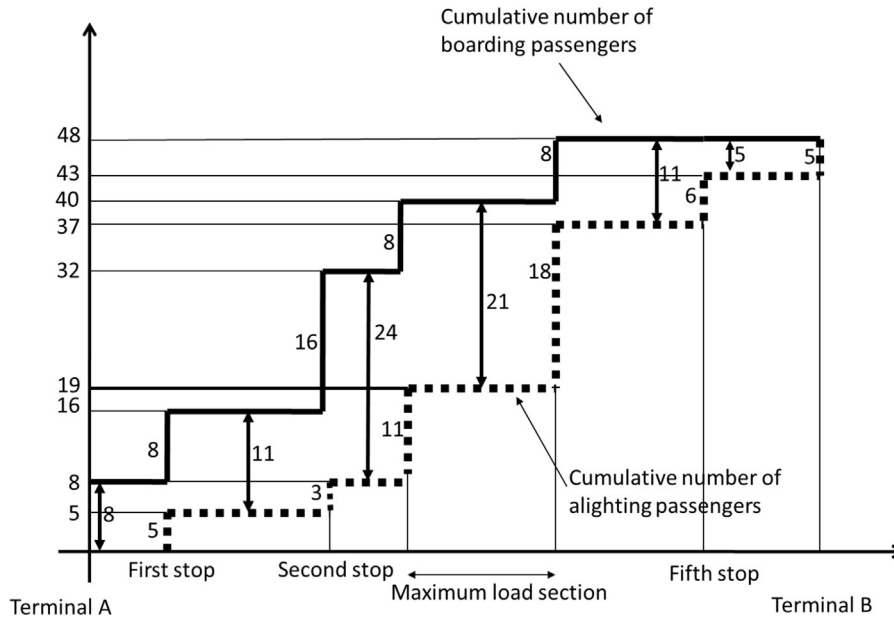 Cumulative number of
boarding passengers
48
8
5
5
43
11
6
40
37
8
18
32
16
24
21
19
16
11
8
11
8
3
Cumulative number of
alighting passengers
5
8
5
First stop
Second stop
Maximum load section
Fifth stop
Terminal A
Terminal B